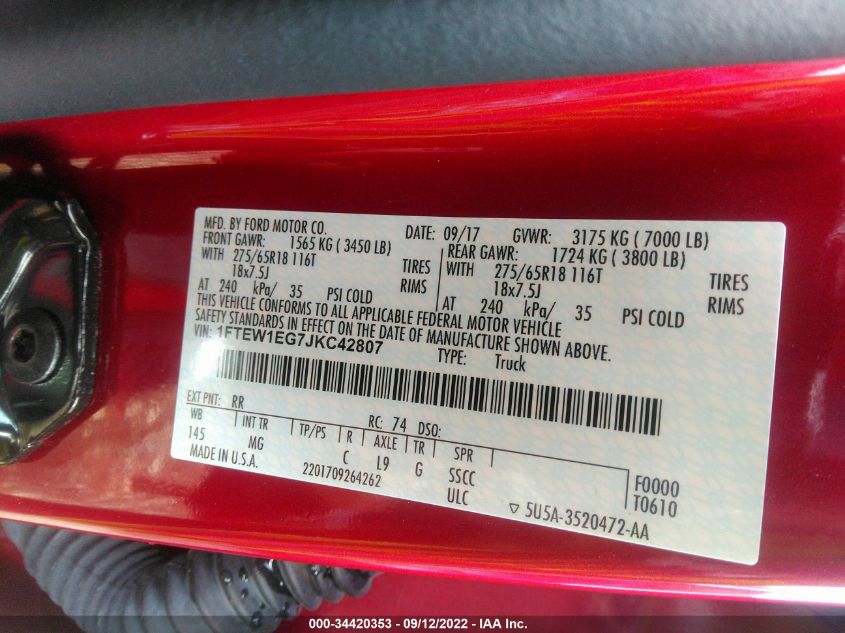 MFD. BY FORD MOTOR CO.
DATE: 09/17 GVWR: 3175 KG ( 7000 LB)
FRONT GAWR: 1565 KG ( 3450 LB)
REAR GAWR: 1724 KG ( 3800 LB)
WITH 275/65R18 116T TIRES
WITH 275/65R18 116T TIRES
18x7.5J RIMS
18x7.5J RIMS
AT 240 kPa/ 35 PSI COLD
AT 240 kPa/ 35 PSI COLD
THIS VEHICLE CONFORMS TO ALL APPLICABLE FEDERAL MOTOR VEHICLE
SAFETY STANDARDS IN EFFECT ON THE DATE OF MANUFACTURE SHOWN ABOVE.
VIN: 1FTEW1EG7JKC42807
TYPE: Truck
EXT PNT: RR RC: 74 DSO:
WB INT TR TP/PS R AXLE TR SPR
145 MG C L9 G SSCC F0000
MADE IN U.S.A. 2201709264262 ULC T0610
▽ 5U5A-3520472-AA
000-34420353 - 09/12/2022 - IAA Inc.